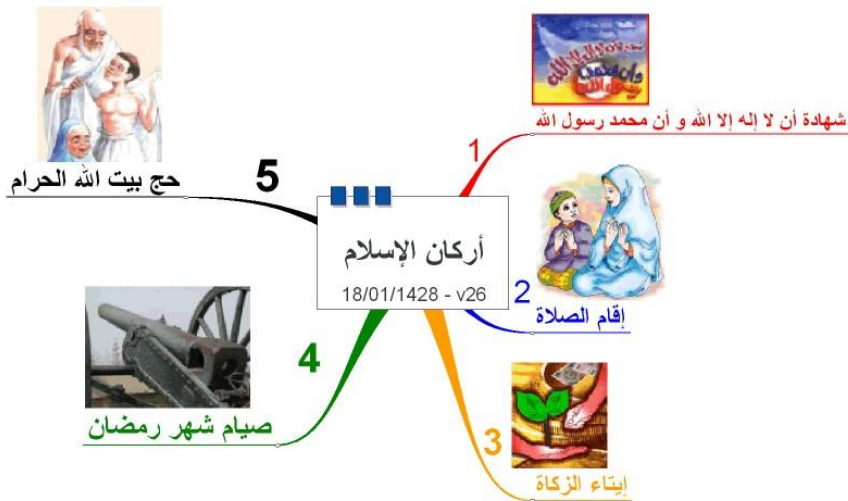 أركان الإسلام
18/01/1428 - v26
1
شهادة أن لا إله إلا الله و أن محمد رسول الله
2
إقام الصلاة
3
إيتاء الزكاة
4
صيام شهر رمضان
5
حج بيت الله الحرام